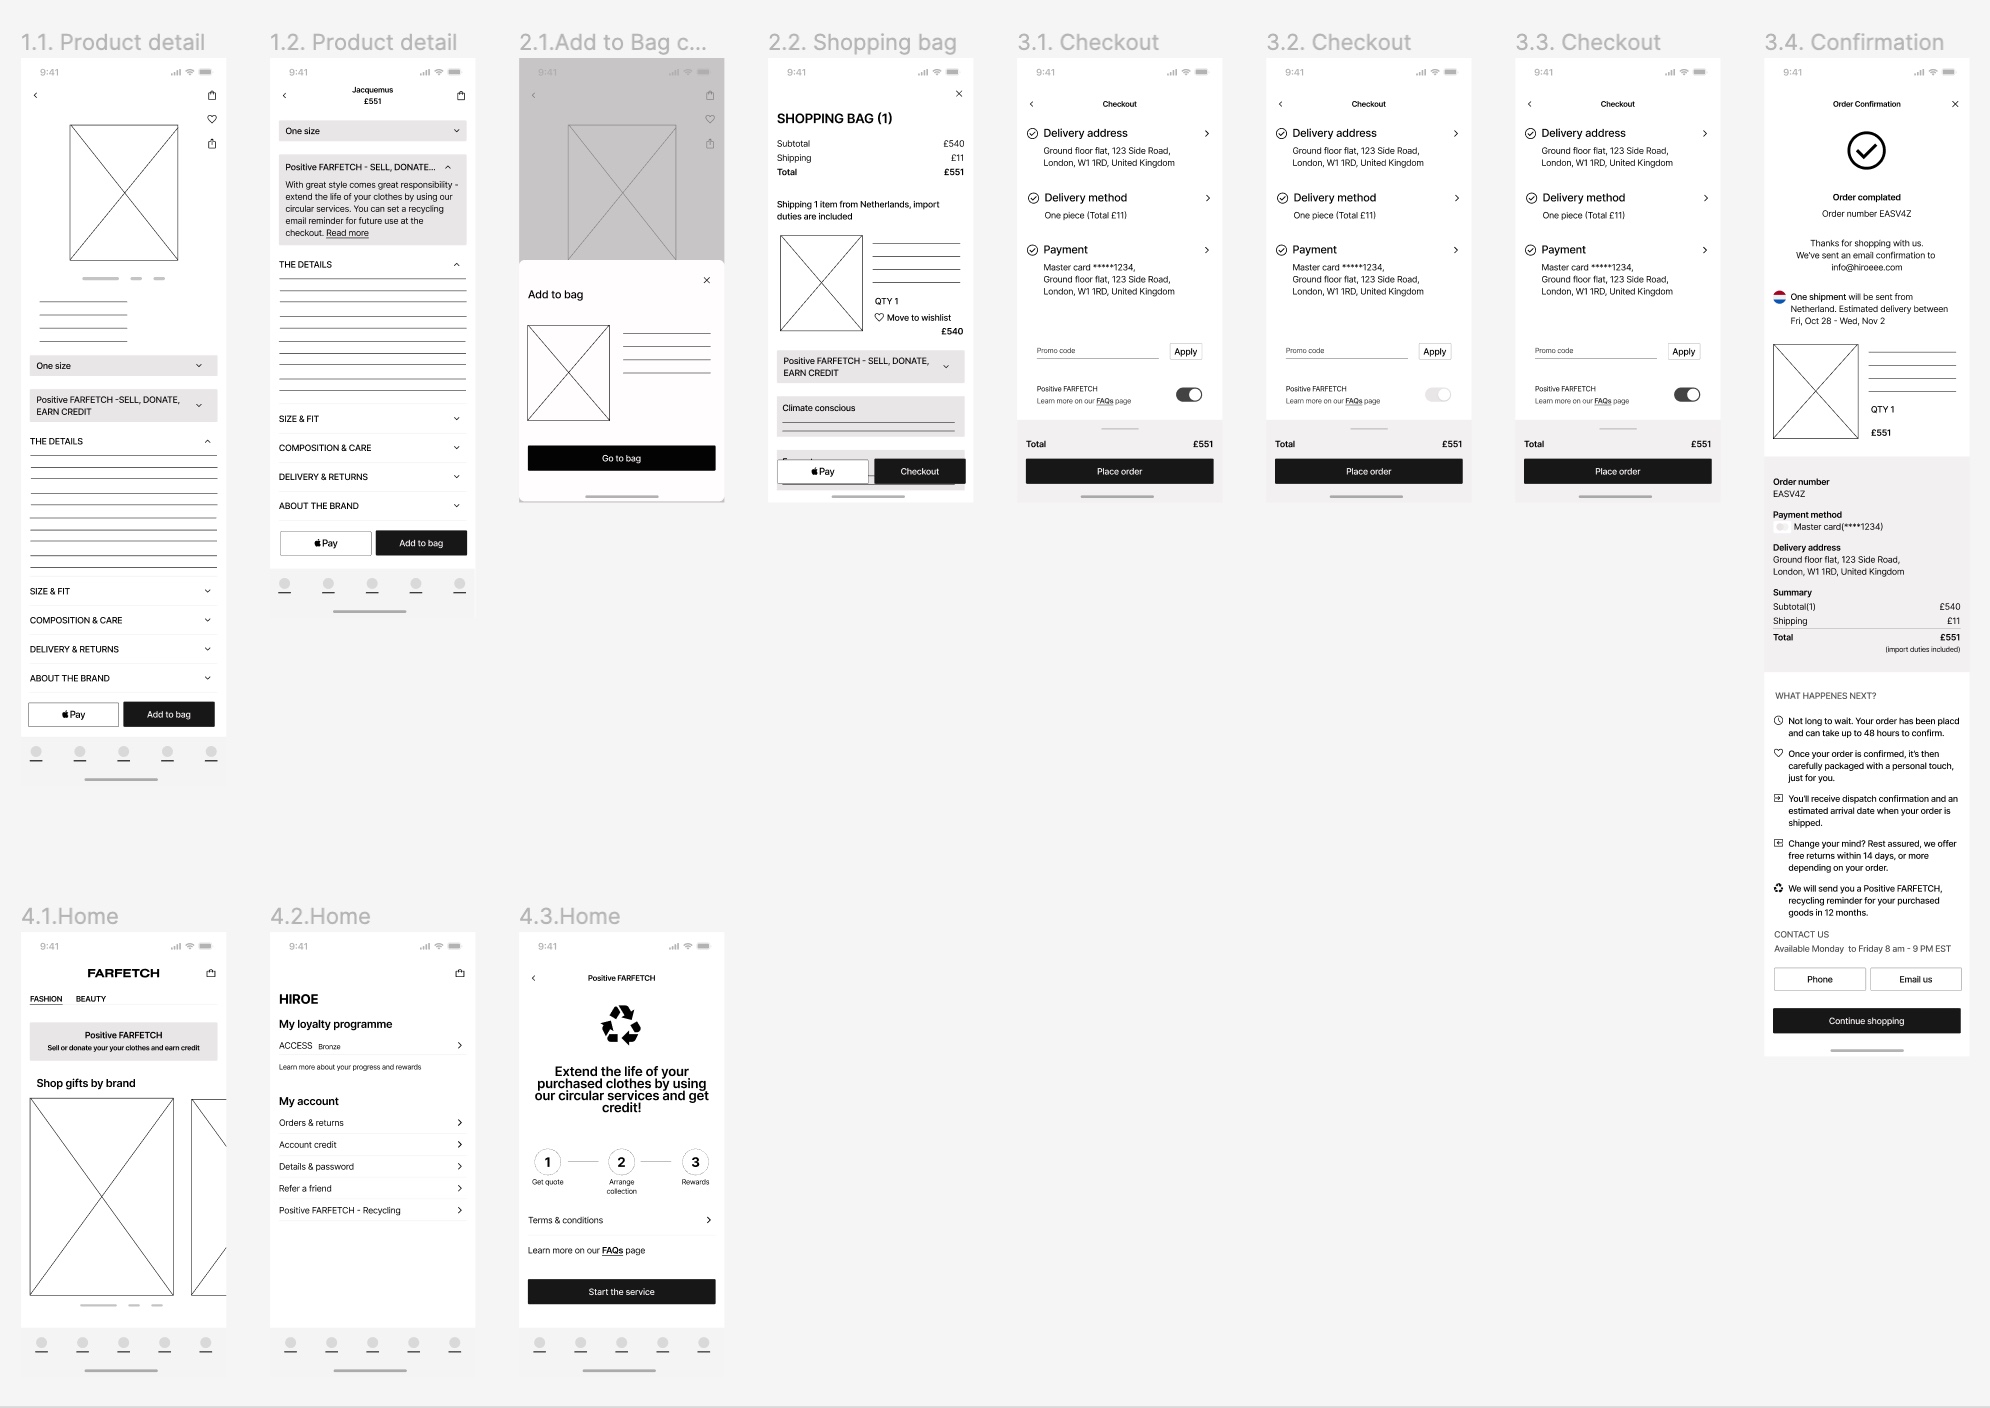 1.1. Product detail
9:41
One size
Positive FARFETCH -SELL, DONATE,
EARN CREDIT
THE DETAILS
SIZE & FIT
COMPOSITION & CARE
DELIVERY & RETURNS
ABOUT THE BRAND
Pay
Add to bag
1.2. Product detail
9:41
Jacquemus
£551
One size
Positive FARFETCH - SELL, DONATE...
With great style comes great responsibility -
extend the life of your clothes by using our
circular services. You can set a recycling
email reminder for future use at the
checkout. Read more
THE DETAILS
SIZE & FIT
COMPOSITION & CARE
DELIVERY & RETURNS
ABOUT THE BRAND
Pay
Add to bag
2.1.Add to Bag c...
9:41
Add to bag
Go to bag
2.2. Shopping bag
9:41
SHOPPING BAG (1)
Subtotal £540
Shipping £11
Total £551
Shipping 1 item from Netherlands, import
duties are included
QTY 1
Move to wishlist
£540
Positive FARFETCH - SELL, DONATE,
EARN CREDIT
Climate conscious
Pay
Checkout
3.1. Checkout
9:41
Checkout
Delivery address
Ground floor flat, 123 Side Road,
London, W1 1RD, United Kingdom
Delivery method
One piece (Total £11)
Payment
Master card *****1234,
Ground floor flat, 123 Side Road,
London, W1 1RD, United Kingdom
Promo code
Apply
Positive FARFETCH
Learn more on our FAQs page
Total £551
Place order
3.2. Checkout
9:41
Checkout
Delivery address
Ground floor flat, 123 Side Road,
London, W1 1RD, United Kingdom
Delivery method
One piece (Total £11)
Payment
Master card *****1234,
Ground floor flat, 123 Side Road,
London, W1 1RD, United Kingdom
Promo code
Apply
Positive FARFETCH
Learn more on our FAQs page
Total £551
Place order
3.3. Checkout
9:41
Checkout
Delivery address
Ground floor flat, 123 Side Road,
London, W1 1RD, United Kingdom
Delivery method
One piece (Total £11)
Payment
Master card *****1234,
Ground floor flat, 123 Side Road,
London, W1 1RD, United Kingdom
Promo code
Apply
Positive FARFETCH
Learn more on our FAQs page
Total £551
Place order
3.4. Confirmation
9:41
Order Confirmation
Order complated
Order number EASV4Z
Thanks for shopping with us.
We've sent an email confirmation to
info@hiroeee.com
One shipment will be sent from
Netherland. Estimated delivery between
Fri, Oct 28 - Wed, Nov 2
QTY 1
£551
Order number
EASV4Z
Payment method
Master card(****1234)
Delivery address
Ground floor flat, 123 Side Road,
London, W1 1RD, United Kingdom
Summary
Subtotal(1) £540
Shipping £11
Total £551
(import duties included)
WHAT HAPPENES NEXT?
Not long to wait. Your order has been placd
and can take up to 48 hours to confirm.
Once your order is confirmed, it's then
carefully packaged with a personal touch,
just for you.
You'll receive dispatch confirmation and an
estimated arrival date when your order is
shipped.
Change your mind? Rest assured, we offer
free returns within 14 days, or more
depending on your order.
We will send you a Positive FARFETCH,
recycling reminder for your purchased
goods in 12 months.
CONTACT US
Available Monday to Friday 8 am - 9 PM EST
Phone
Email us
Continue shopping
4.1.Home
9:41
FARFETCH
FASHION BEAUTY
Positive FARFETCH
Sell or donate your your clothes and earn credit
Shop gifts by brand
4.2.Home
9:41
HIROE
My loyalty programme
ACCESS Bronze
Learn more about your progress and rewards
My account
Orders & returns
Account credit
Details & password
Refer a friend
Positive FARFETCH - Recycling
4.3.Home
9:41
Positive FARFETCH
Extend the life of your
purchased clothes by using
our circular services and get
credit!
1 2 3
Get quote
Arrange
collection
Rewards
Terms & conditions
Learn more on our FAQs page
Start the service